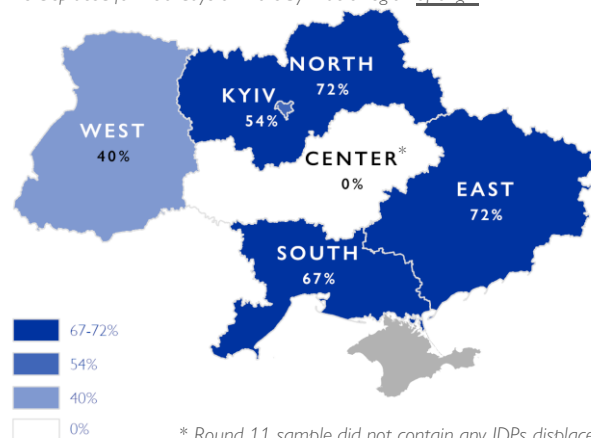 NORTH
72%
KYIV
54%
WEST
40%
CENTER*
0%
EAST
72%
SOUTH
67%
67-72%
54%
40%
0%
* Round 11 sample did not contain any IDPs displace